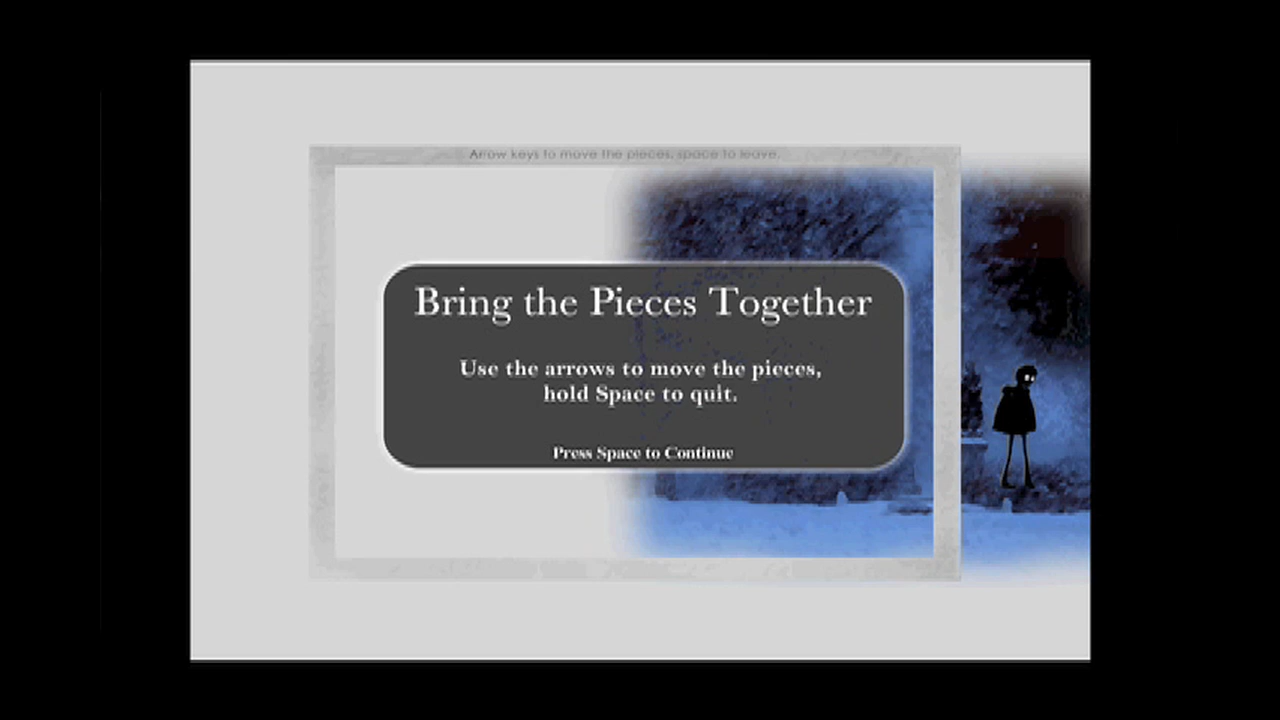 Arrow keys to move the pieces, space to leave.
Bring the Pieces Together
Use the arrows to move the pieces,
hold Space to quit.
Press Space to Continue